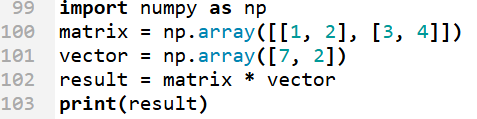 99 import numpy as np
100 matrix = np.array([[1, 2], [3, 4]])
101 vector = np.array([7, 2])
102 result = matrix * vector
103 print(result)